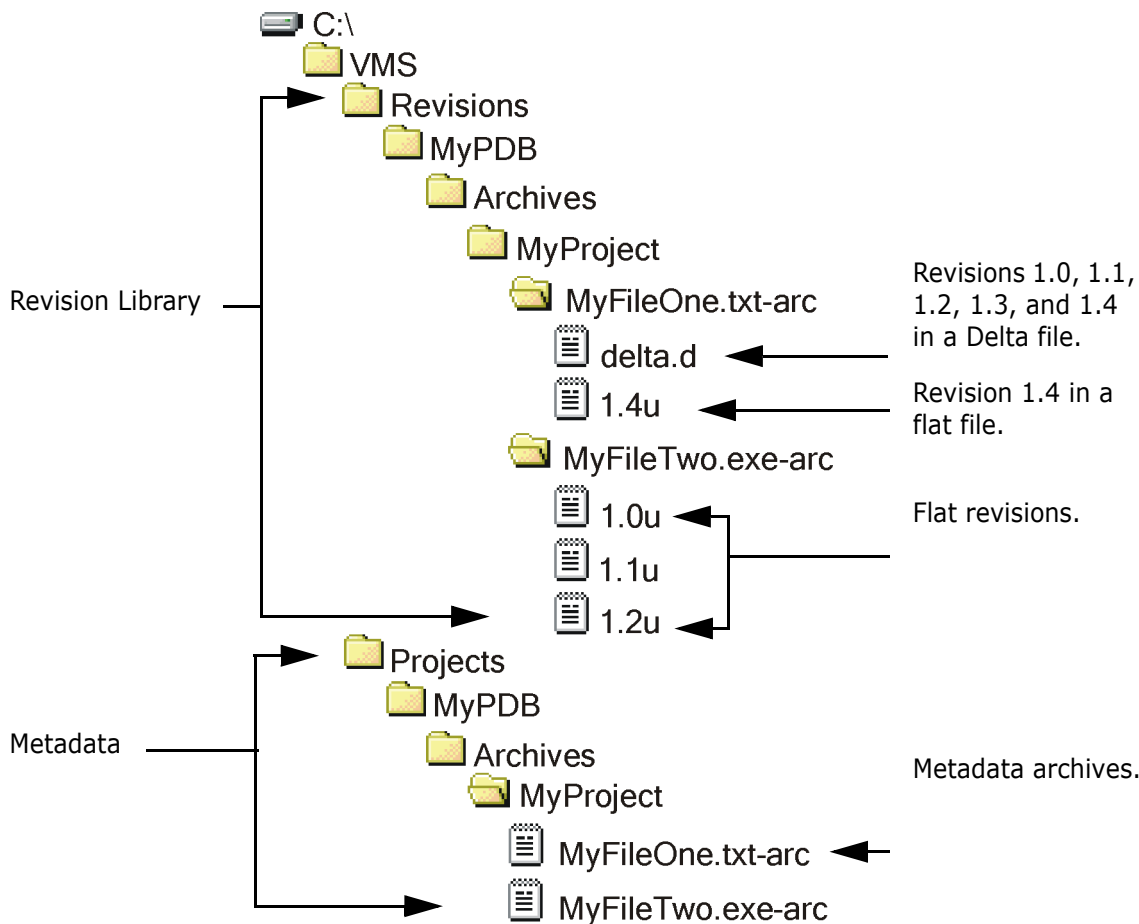 C:\
VMS
Revisions
MyPDB
Archives
MyProject
MyFileOne.txt-arc
delta.d
1.4u
MyFileTwo.exe-arc
1.0u
1.1u
1.2u
Projects
MyPDB
Archives
MyProject
MyFileOne.txt-arc
MyFileTwo.exe-arc
Revision Library
Metadata
Revisions 1.0, 1.1,
1.2, 1.3, and 1.4
in a Delta file.
Revision 1.4 in a
flat file.
Flat revisions.
Metadata archives.